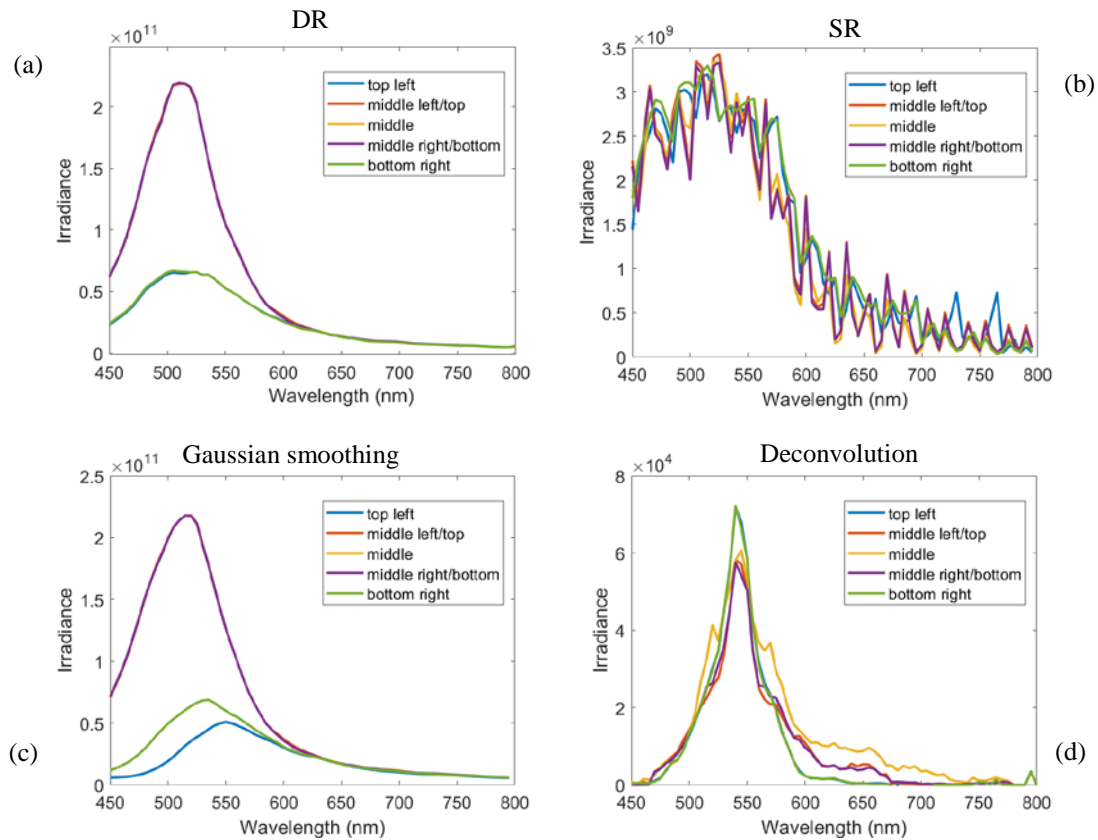 DR
(a)
×10^11
2
1.5
1
0.5
0
Irradiance
450 500 550 600 650 700 750 800
Wavelength (nm)
top left
middle left/top
middle
middle right/bottom
bottom right
SR
(b)
×10^9
3.5
3
2.5
2
1.5
1
0.5
0
Irradiance
450 500 550 600 650 700 750 800
Wavelength (nm)
top left
middle left/top
middle
middle right/bottom
bottom right
Gaussian smoothing
(c)
×10^11
2.5
2
1.5
1
0.5
0
Irradiance
450 500 550 600 650 700 750 800
Wavelength (nm)
top left
middle left/top
middle
middle right/bottom
bottom right
Deconvolution
(d)
×10^4
8
6
4
2
0
Irradiance
450 500 550 600 650 700 750 800
Wavelength (nm)
top left
middle left/top
middle
middle right/bottom
bottom right